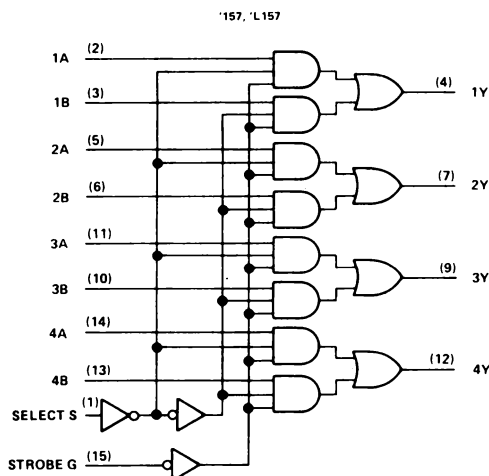 '157, 'L157
1A (2)
1B (3)
(4) 1Y
2A (5)
2B (6)
(7) 2Y
3A (11)
3B (10)
(9) 3Y
4A (14)
4B (13)
(12) 4Y
SELECT S (1)
STROBE G (15)